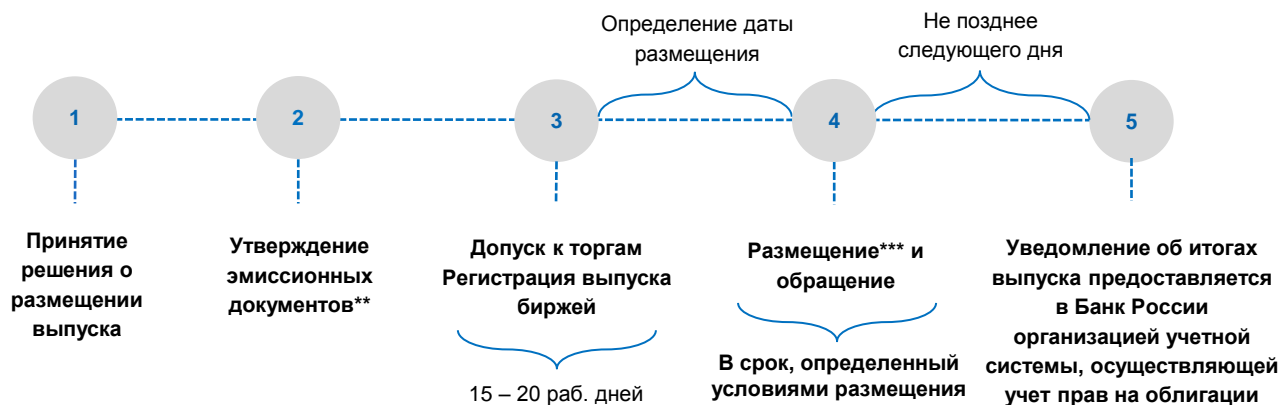 Определение даты
размещения
Не позднее
следующего дня
1
2
3
4
5
Принятие
решения о
размещении
выпуска
Утверждение
эмиссионных
документов**
Допуск к торгам
Регистрация выпуска
биржей
15 – 20 раб. дней
Размещение*** и
обращение
В срок, определенный
условиями размещения
Уведомление об итогах
выпуска предоставляется
в Банк России
организацией учетной
системы, осуществляющей
учет прав на облигации